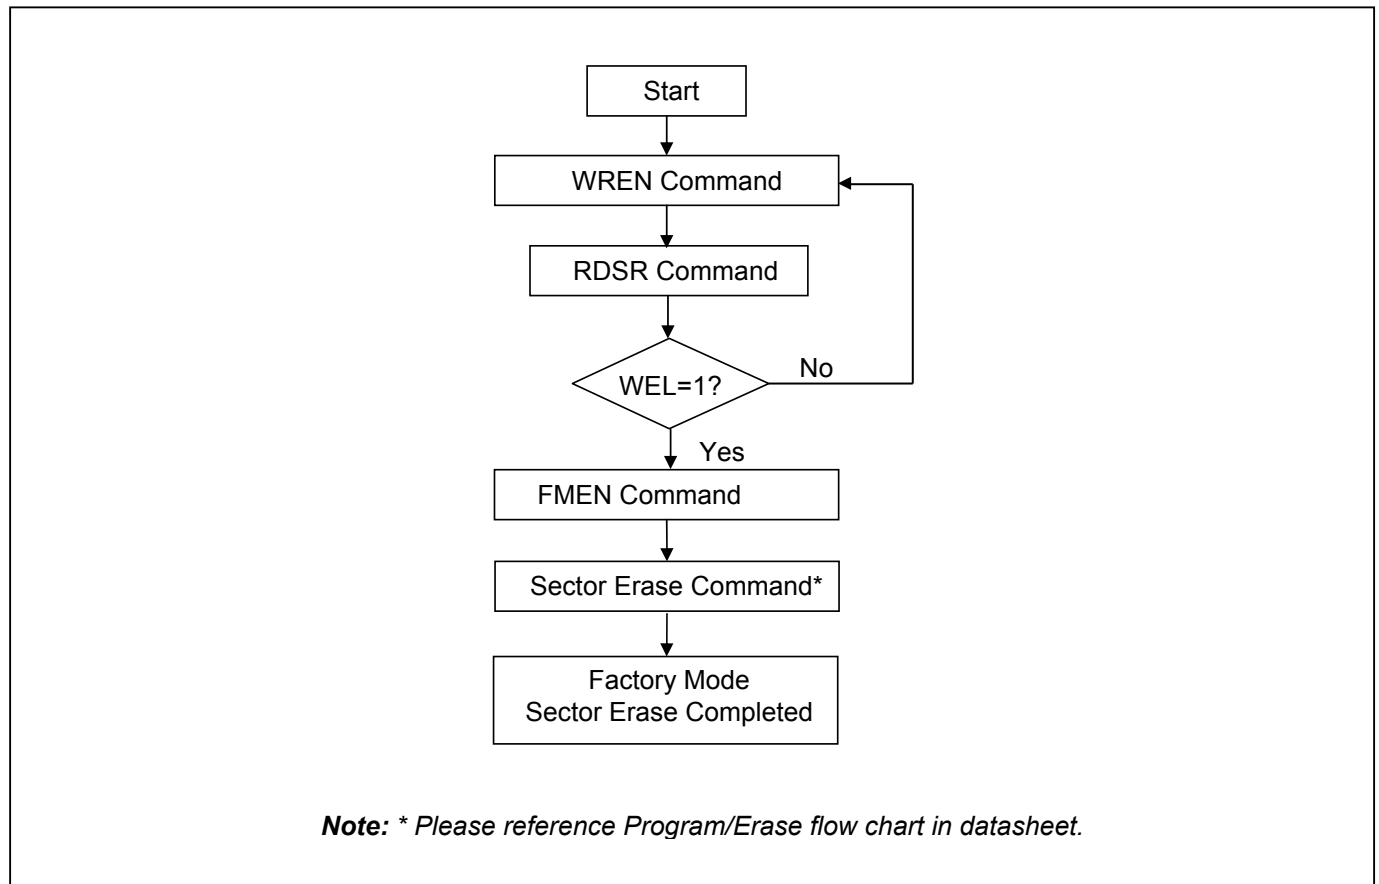 Start
WREN Command
RDSR Command
WEL=1?
No
Yes
FMEN Command
Sector Erase Command*
Factory Mode
Sector Erase Completed
Note: * Please reference Program/Erase flow chart in datasheet.